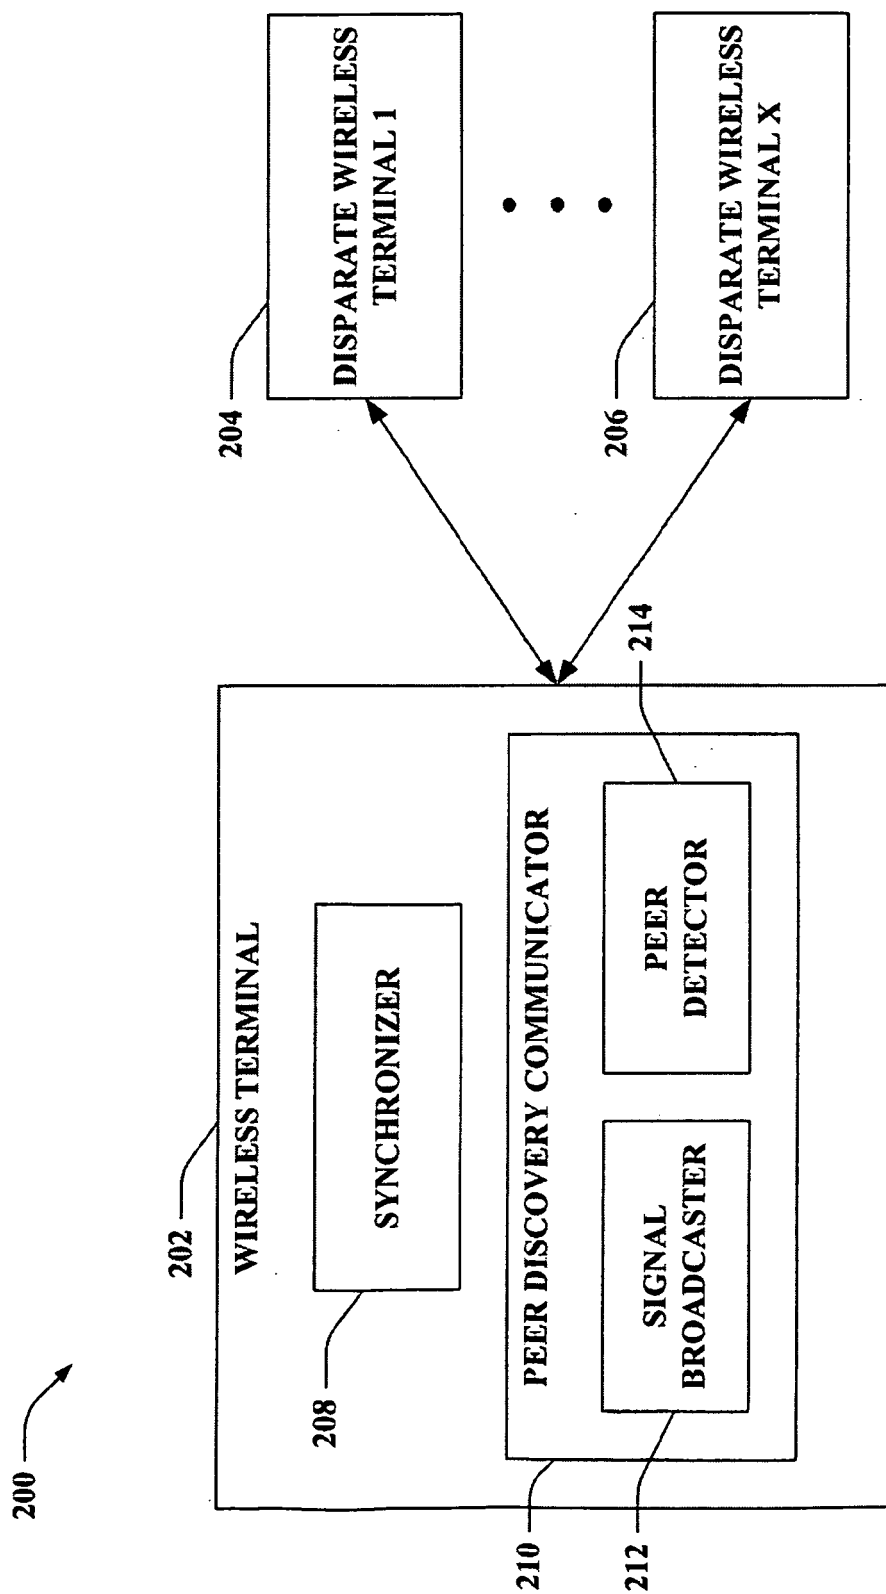 200
202
WIRELESS TERMINAL
208
SYNCHRONIZER
210
PEER DISCOVERY COMMUNICATOR
212
SIGNAL
BROADCASTER
214
PEER
DETECTOR
204
DISPARATE WIRELESS
TERMINAL 1
206
DISPARATE WIRELESS
TERMINAL X